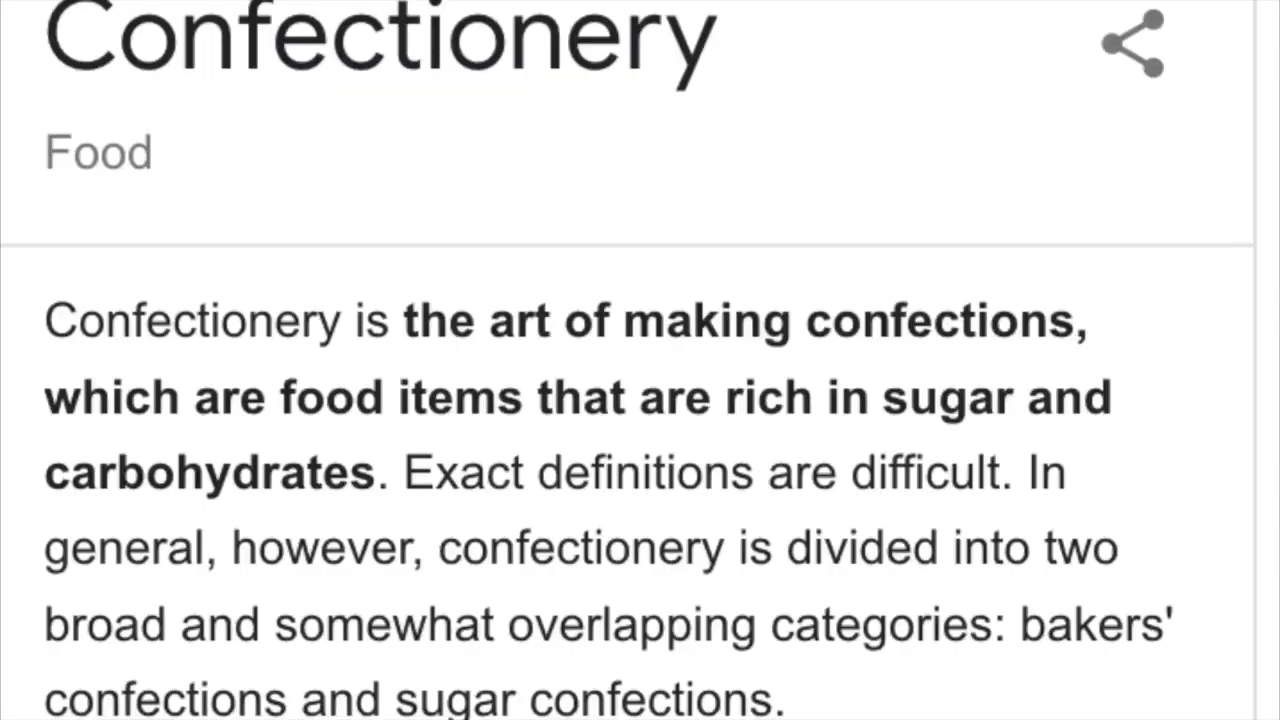 Confectionery
Food
Confectionery is the art of making confections,
which are food items that are rich in sugar and
carbohydrates. Exact definitions are difficult. In
general, however, confectionery is divided into two
broad and somewhat overlapping categories: bakers'
confections and sugar confections.